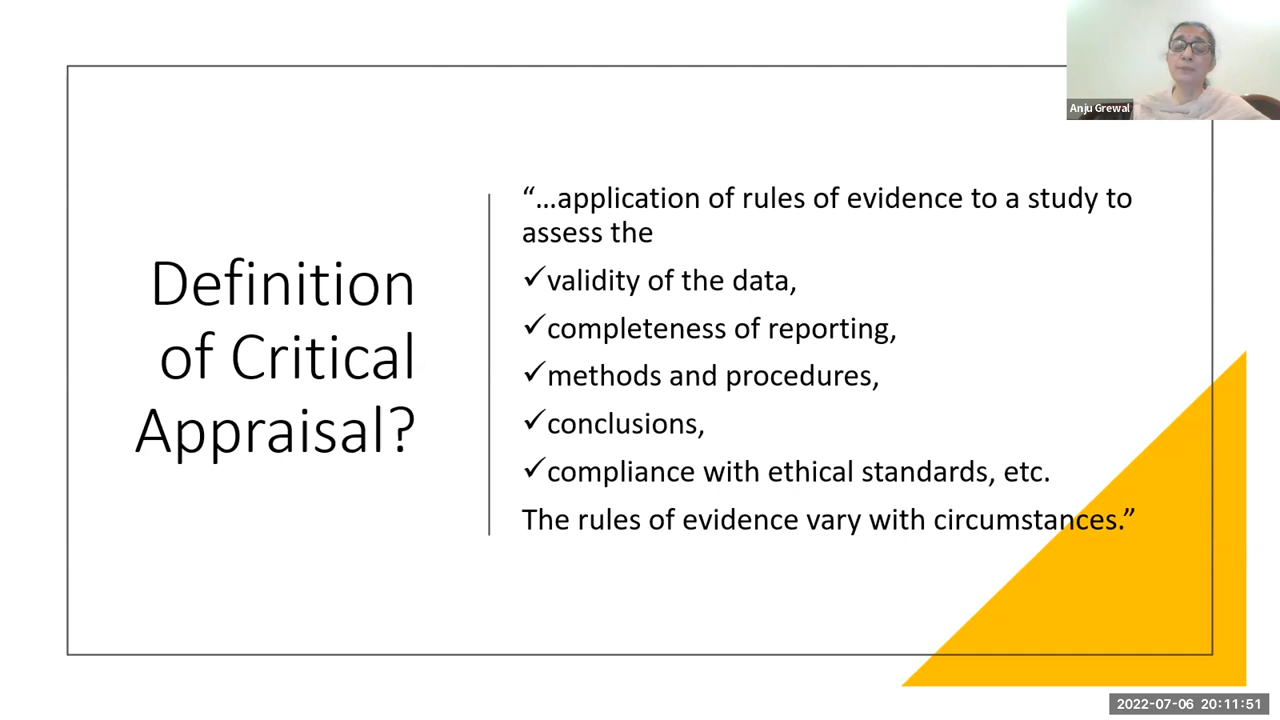 Anju Grewal
Definition
of Critical
Appraisal?
“...application of rules of evidence to a study to
assess the
✓validity of the data,
✓completeness of reporting,
✓methods and procedures,
✓conclusions,
✓compliance with ethical standards, etc.
The rules of evidence vary with circumstances.”
2022-07-06 20:11:51